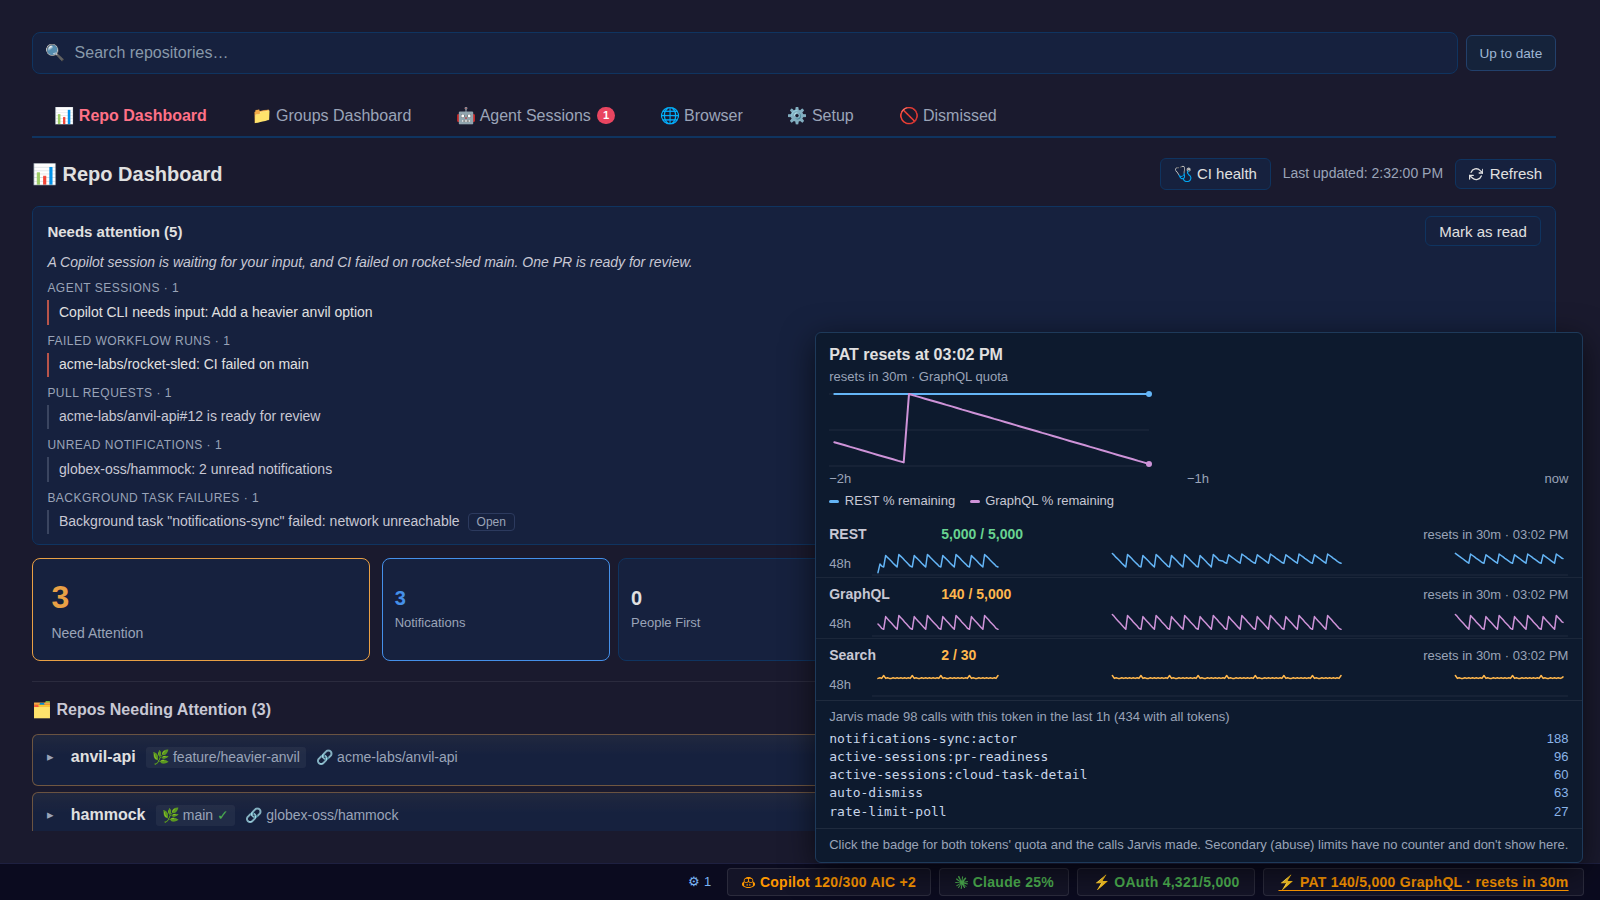 Search repositories…
Up to date
Repo Dashboard
Groups Dashboard
Agent Sessions 1
Browser
Setup
Dismissed
Repo Dashboard
CI health
Last updated: 2:32:00 PM
Refresh
Needs attention (5)
Mark as read
A Copilot session is waiting for your input, and CI failed on rocket-sled main. One PR is ready for review.
AGENT SESSIONS · 1
Copilot CLI needs input: Add a heavier anvil option
FAILED WORKFLOW RUNS · 1
acme-labs/rocket-sled: CI failed on main
PULL REQUESTS · 1
acme-labs/anvil-api#12 is ready for review
UNREAD NOTIFICATIONS · 1
globex-oss/hammock: 2 unread notifications
BACKGROUND TASK FAILURES · 1
Background task "notifications-sync" failed: network unreachable Open
3
Need Attention
3
Notifications
0
People First
Repos Needing Attention (3)
anvil-api feature/heavier-anvil acme-labs/anvil-api
hammock main ✓ globex-oss/hammock
PAT resets at 03:02 PM
resets in 30m · GraphQL quota
−2h −1h now
REST % remaining GraphQL % remaining
REST 5,000 / 5,000 resets in 30m · 03:02 PM
48h
GraphQL 140 / 5,000 resets in 30m · 03:02 PM
48h
Search 2 / 30 resets in 30m · 03:02 PM
48h
Jarvis made 98 calls with this token in the last 1h (434 with all tokens)
notifications-sync:actor 188
active-sessions:pr-readiness 96
active-sessions:cloud-task-detail 60
auto-dismiss 63
rate-limit-poll 27
Click the badge for both tokens' quota and the calls Jarvis made. Secondary (abuse) limits have no counter and don't show here.
1
Copilot 120/300 AIC +2
Claude 25%
OAuth 4,321/5,000
PAT 140/5,000 GraphQL · resets in 30m